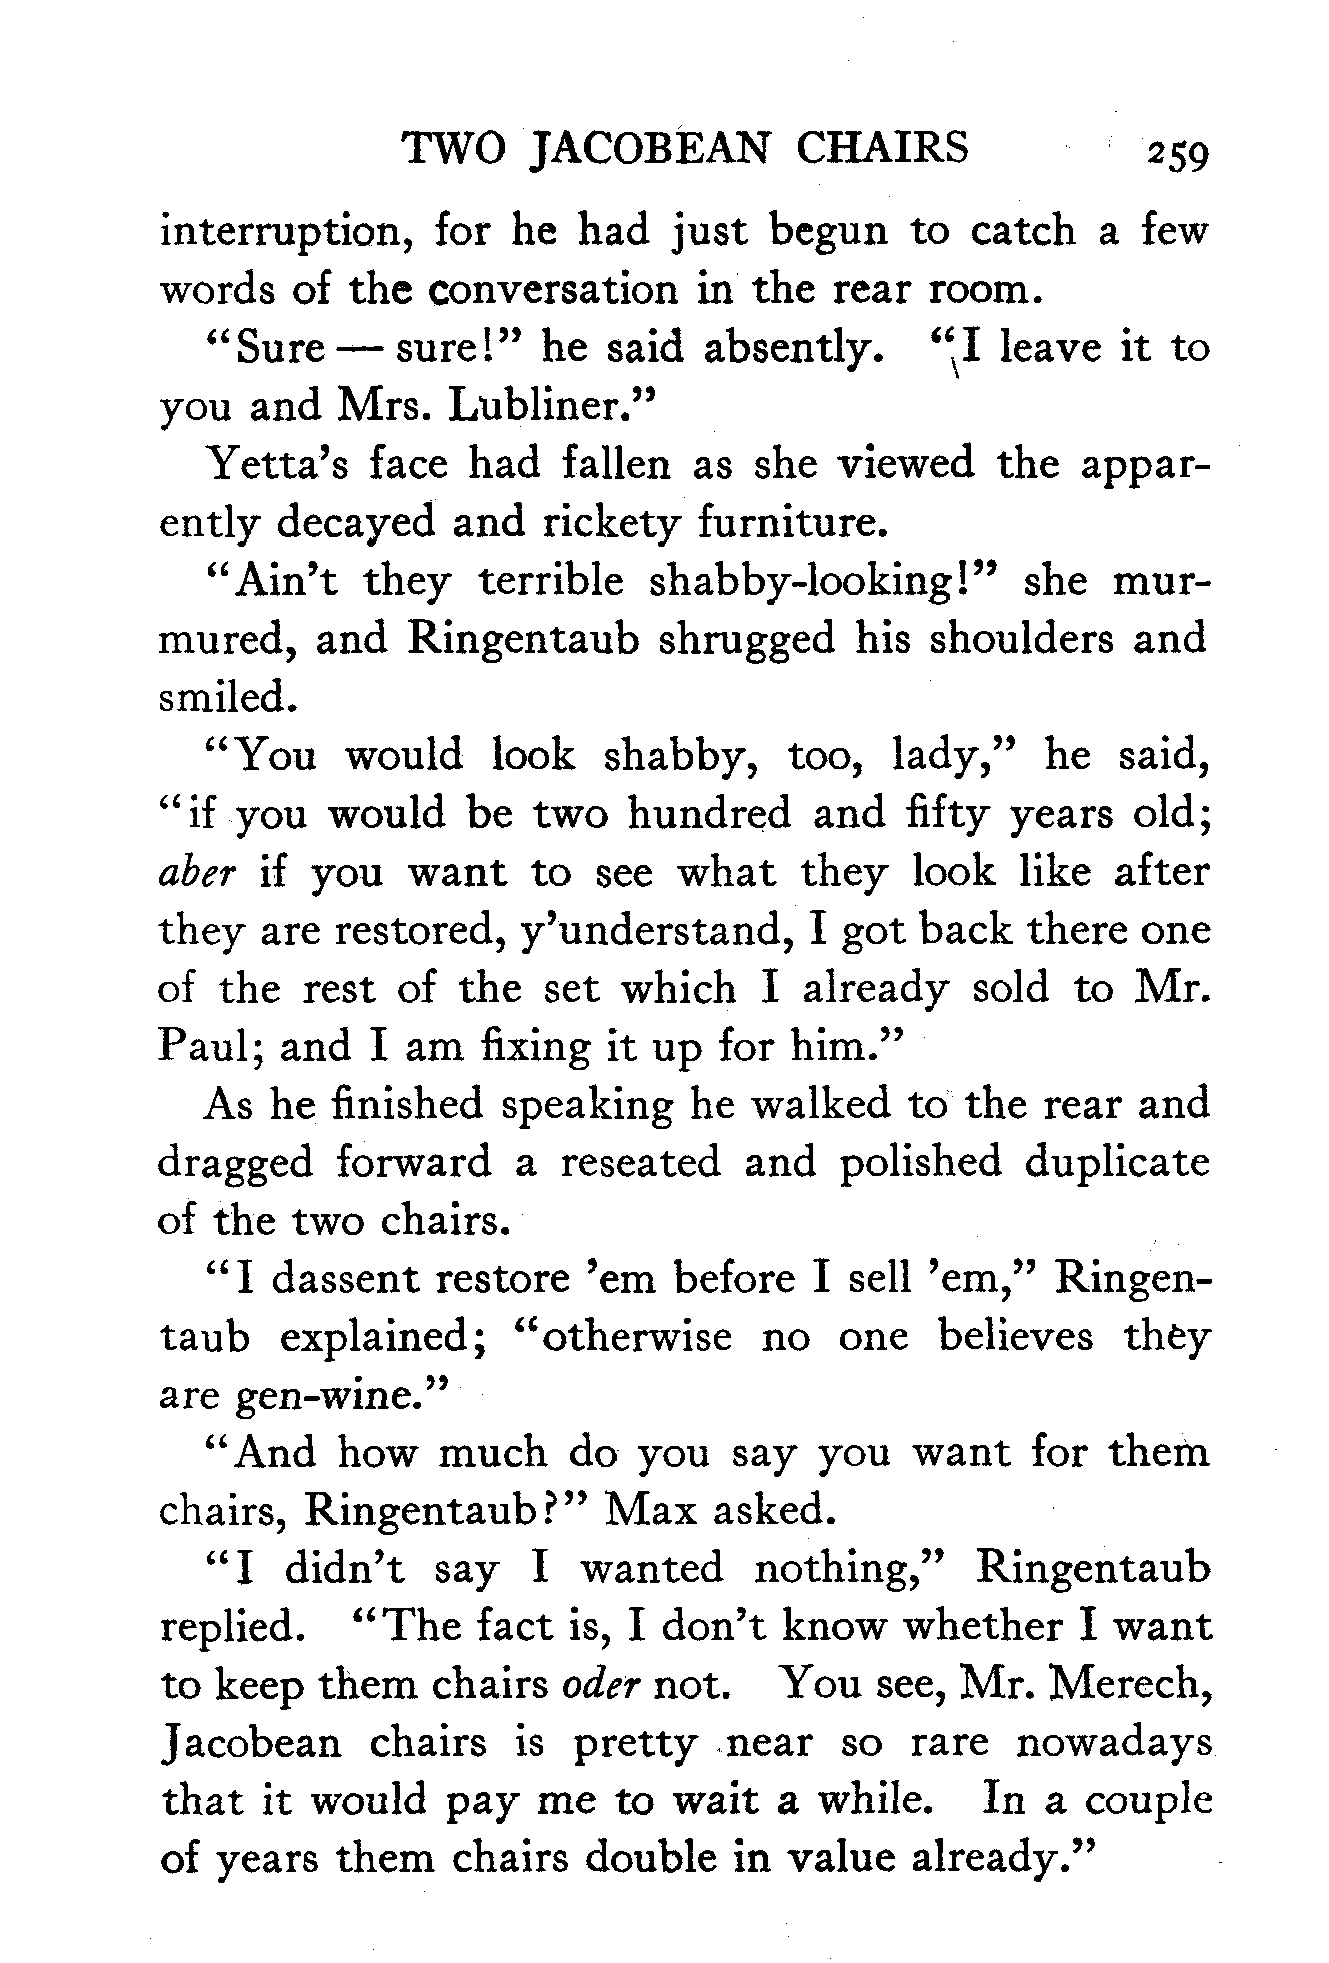 TWO JACOBEAN CHAIRS 259
interruption, for he had just begun to catch a few
words of the conversation in the rear room.
"Sure — sure!" he said absently. "I leave it to
you and Mrs. Lubliner."
Yetta's face had fallen as she viewed the appar-
ently decayed and rickety furniture.
"Ain't they terrible shabby-looking!" she mur-
mured, and Ringentaub shrugged his shoulders and
smiled.
"You would look shabby, too, lady," he said,
"if you would be two hundred and fifty years old;
aber if you want to see what they look like after
they are restored, y'understand, I got back there one
of the rest of the set which I already sold to Mr.
Paul; and I am fixing it up for him."
As he finished speaking he walked to the rear and
dragged forward a reseated and polished duplicate
of the two chairs.
"I dassent restore 'em before I sell 'em," Ringen-
taub explained; "otherwise no one believes they
are gen-wine."
"And how much do you say you want for them
chairs, Ringentaub?" Max asked.
"I didn't say I wanted nothing," Ringentaub
replied. "The fact is, I don't know whether I want
to keep them chairs oder not. You see, Mr. Merech,
Jacobean chairs is pretty near so rare nowadays
that it would pay me to wait a while. In a couple
of years them chairs double in value already."